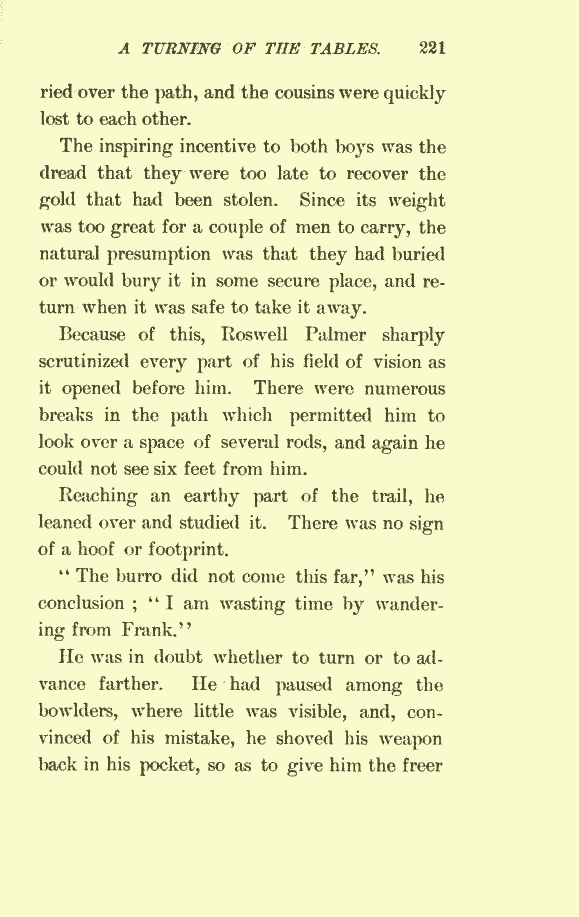 A TURNING OF THE TABLES. 221
ried over the path, and the cousins were quickly
lost to each other.
The inspiring incentive to both boys was the
dread that they were too late to recover the
gold that had been stolen. Since its weight
was too great for a couple of men to carry, the
natural presumption was that they had buried
or would bury it in some secure place, and re-
turn when it was safe to take it away.
Because of this, Roswell Palmer sharply
scrutinized every part of his field of vision as
it opened before him. There were numerous
breaks in the path which permitted him to
look over a space of several rods, and again he
could not see six feet from him.
Reaching an earthy part of the trail, he
leaned over and studied it. There was no sign
of a hoof or footprint.
“ The burro did not come this far,” was his
conclusion ; “ I am wasting time by wander-
ing from Frank.”
He was in doubt whether to turn or to ad-
vance farther. He had paused among the
bowlders, where little was visible, and, con-
vinced of his mistake, he shoved his weapon
back in his pocket, so as to give him the freer